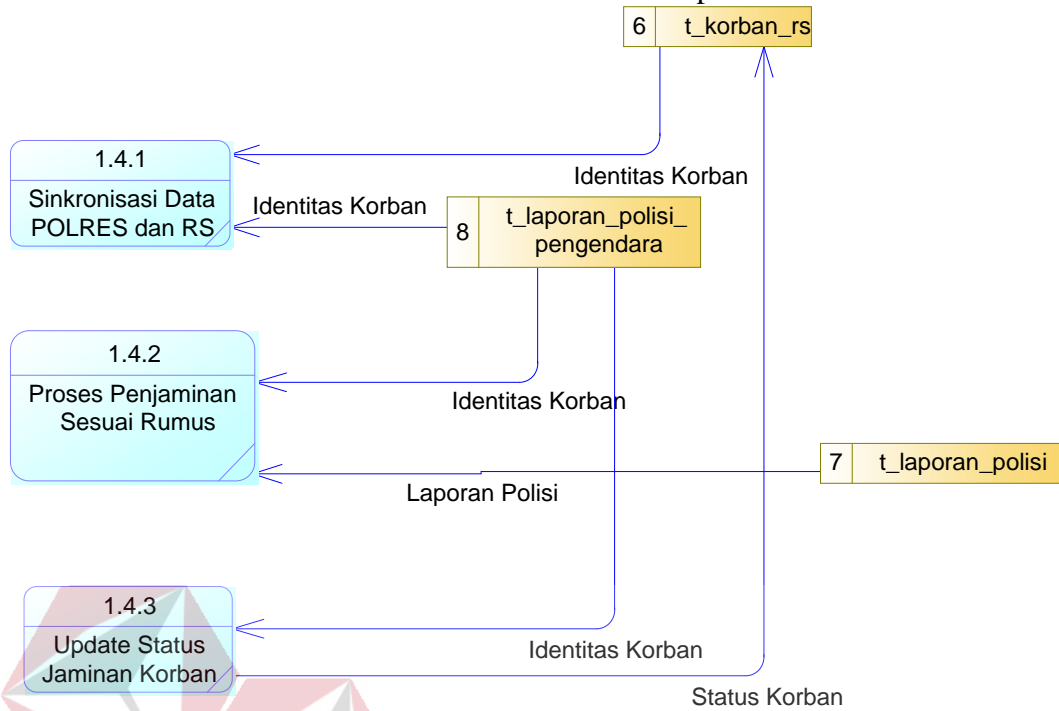 6
t_korban_rs
1.4.1
Sinkronisasi Data
POLRES dan RS
Identitas Korban
Identitas Korban
8
t_laporan_polisi_
pengendara
1.4.2
Proses Penjaminan
Sesuai Rumus
Identitas Korban
7
t_laporan_polisi
Laporan Polisi
1.4.3
Update Status
Jaminan Korban
Identitas Korban
Status Korban